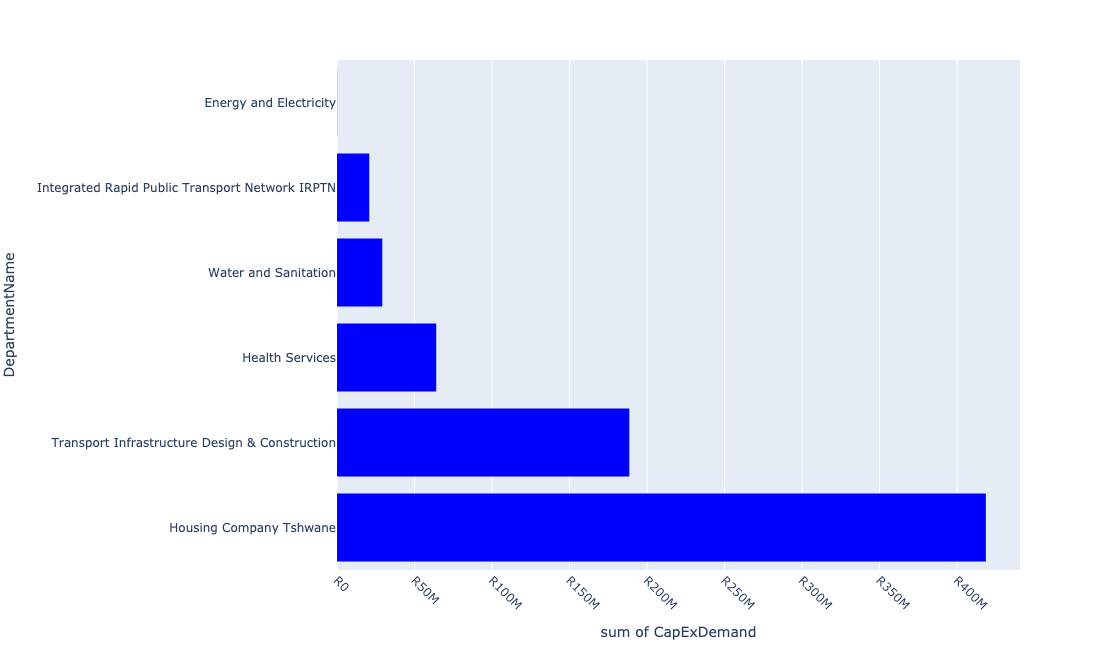 Energy and Electricity
Integrated Rapid Public Transport Network IRPTN
Water and Sanitation
Health Services
Transport Infrastructure Design & Construction
Housing Company Tshwane
DepartmentName
R0
R50M
R100M
R150M
R200M
R250M
R300M
R350M
R400M
sum of CapExDemand